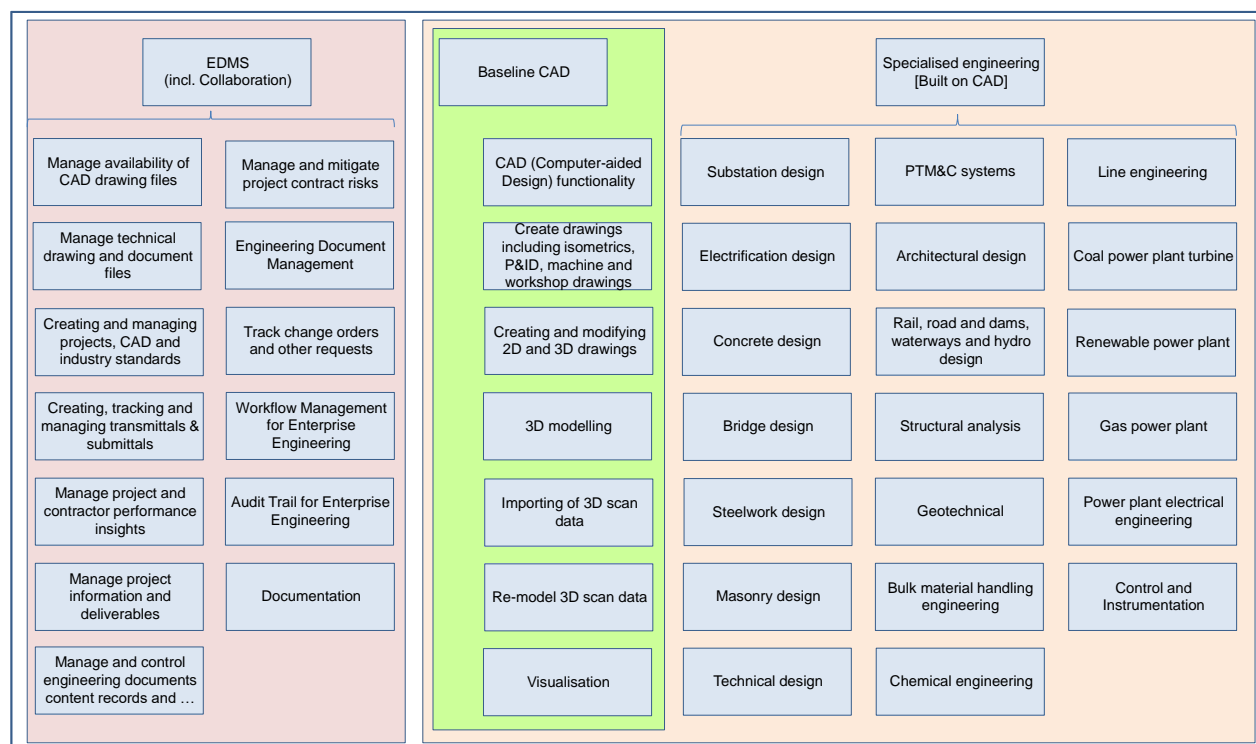 EDMS
(incl. Collaboration)
Manage availability of
CAD drawing files
Manage technical
drawing and document
files
Creating and managing
projects, CAD and
industry standards
Creating, tracking and
managing transmittals &
submittals
Manage project and
contractor performance
insights
Manage project
information and
deliverables
Manage and control
engineering documents
content records and …
Manage and mitigate
project contract risks
Engineering Document
Management
Track change orders
and other requests
Workflow Management
for Enterprise
Engineering
Audit Trail for Enterprise
Engineering
Documentation
Baseline CAD
CAD (Computer-aided
Design) functionality
Create drawings
including isometrics,
P&ID, machine and
workshop drawings
Creating and modifying
2D and 3D drawings
3D modelling
Importing of 3D scan
data
Re-model 3D scan data
Visualisation
Specialised engineering
[Built on CAD]
Substation design
Electrification design
Concrete design
Bridge design
Steelwork design
Masonry design
Technical design
PTM&C systems
Architectural design
Rail, road and dams,
waterways and hydro
design
Structural analysis
Geotechnical
Bulk material handling
engineering
Chemical engineering
Line engineering
Coal power plant turbine
Renewable power plant
Gas power plant
Power plant electrical
engineering
Control and
Instrumentation